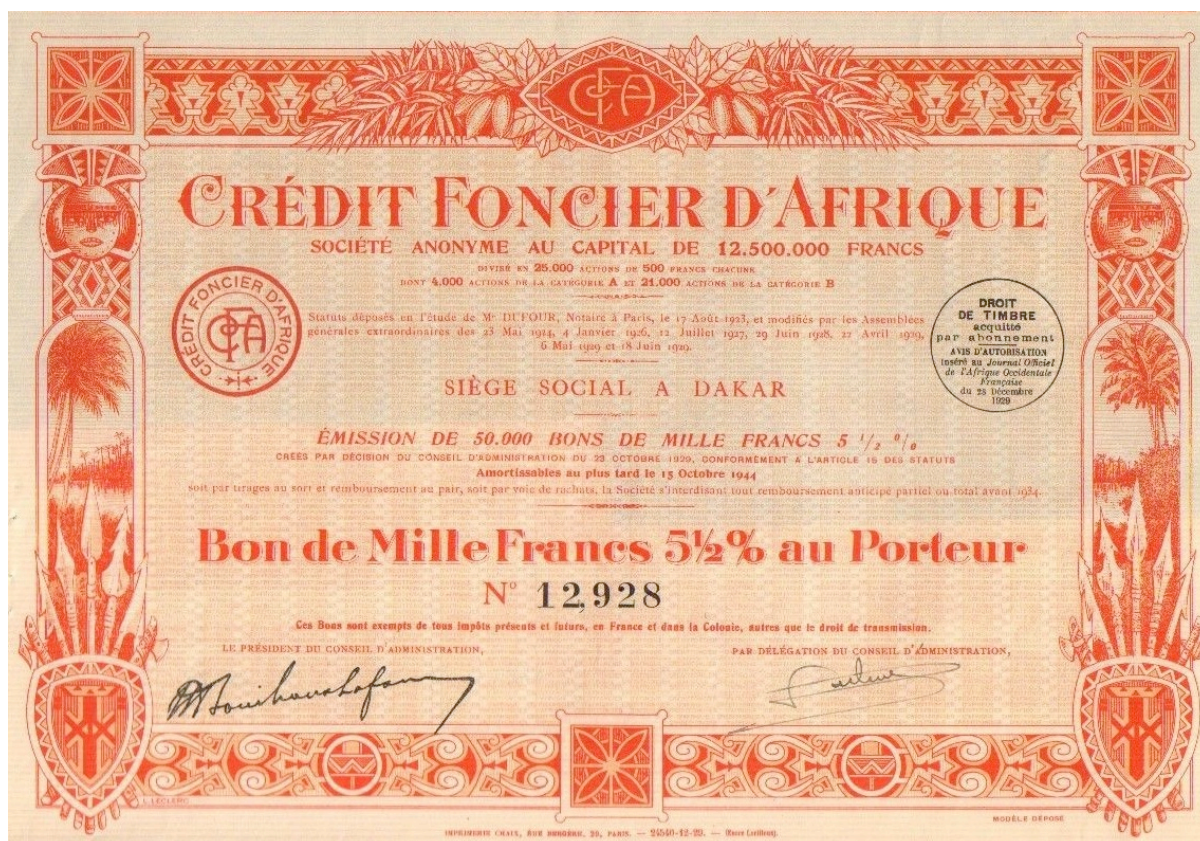 CFA
CRÉDIT FONCIER D'AFRIQUE
SOCIÉTÉ ANONYME AU CAPITAL DE 12.500.000 FRANCS
DIVISÉ EN 25.000 ACTIONS DE 500 FRANCS CHACUNE
DONT 4.000 ACTIONS DE LA CATÉGORIE A ET 21.000 ACTIONS DE LA CATÉGORIE B
CRÉDIT FONCIER D'AFRIQUE
CFA
Statuts déposés en l'étude de Me DUFOUR, Notaire à Paris, le 17 Août 1923, et modifiés par les Assemblées
générales extraordinaires des 23 Mai 1924, 4 Janvier 1926, 12 Juillet 1927, 29 Juin 1928, 22 Avril 1929,
6 Mai 1929 et 18 Juin 1929.
DROIT
DE TIMBRE
acquitté
par abonnement
AVIS D'AUTORISATION
inséré au Journal Officiel
de l'Afrique Occidentale
Française
du 28 Décembre
1929
SIÈGE SOCIAL A DAKAR
ÉMISSION DE 50.000 BONS DE MILLE FRANCS 5 1/2 %
CRÉÉS PAR DÉCISION DU CONSEIL D'ADMINISTRATION DU 23 OCTOBRE 1929, CONFORMÉMENT A L'ARTICLE 15 DES STATUTS
Amortissables au plus tard le 15 Octobre 1944
soit par tirages au sort et remboursement au pair, soit par voie de rachats, la Société s'interdisant tout remboursement anticipé partiel ou total avant 1934.
Bon de Mille Francs 5½% au Porteur
N° 12,928
Ces Bons sont exempts de tous impôts présents et futurs, en France et dans la Colonie, autres que le droit de transmission.
LE PRÉSIDENT DU CONSEIL D'ADMINISTRATION,
PAR DÉLÉGATION DU CONSEIL D'ADMINISTRATION,
L. LECLERC
MODÈLE DÉPOSÉ
IMPRIMERIE CHAIX, RUE BERGÈRE, 20, PARIS. — 24540-12-29. — (Encre Lorilleux).